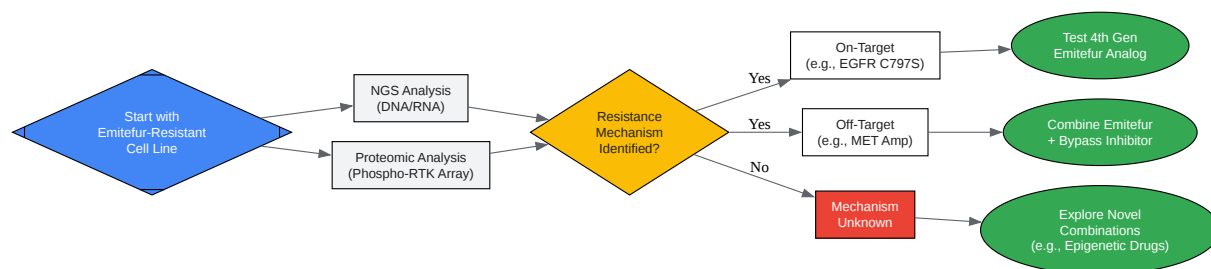 Start with
Emitefur-Resistant
Cell Line
NGS Analysis
(DNA/RNA)
Proteomic Analysis
(Phospho-RTK Array)
Resistance
Mechanism
Identified?
Yes
On-Target
(e.g., EGFR C797S)
Test 4th Gen
Emitefur Analog
Yes
Off-Target
(e.g., MET Amp)
Combine Emitefur
+ Bypass Inhibitor
No
Mechanism
Unknown
Explore Novel
Combinations
(e.g., Epigenetic Drugs)